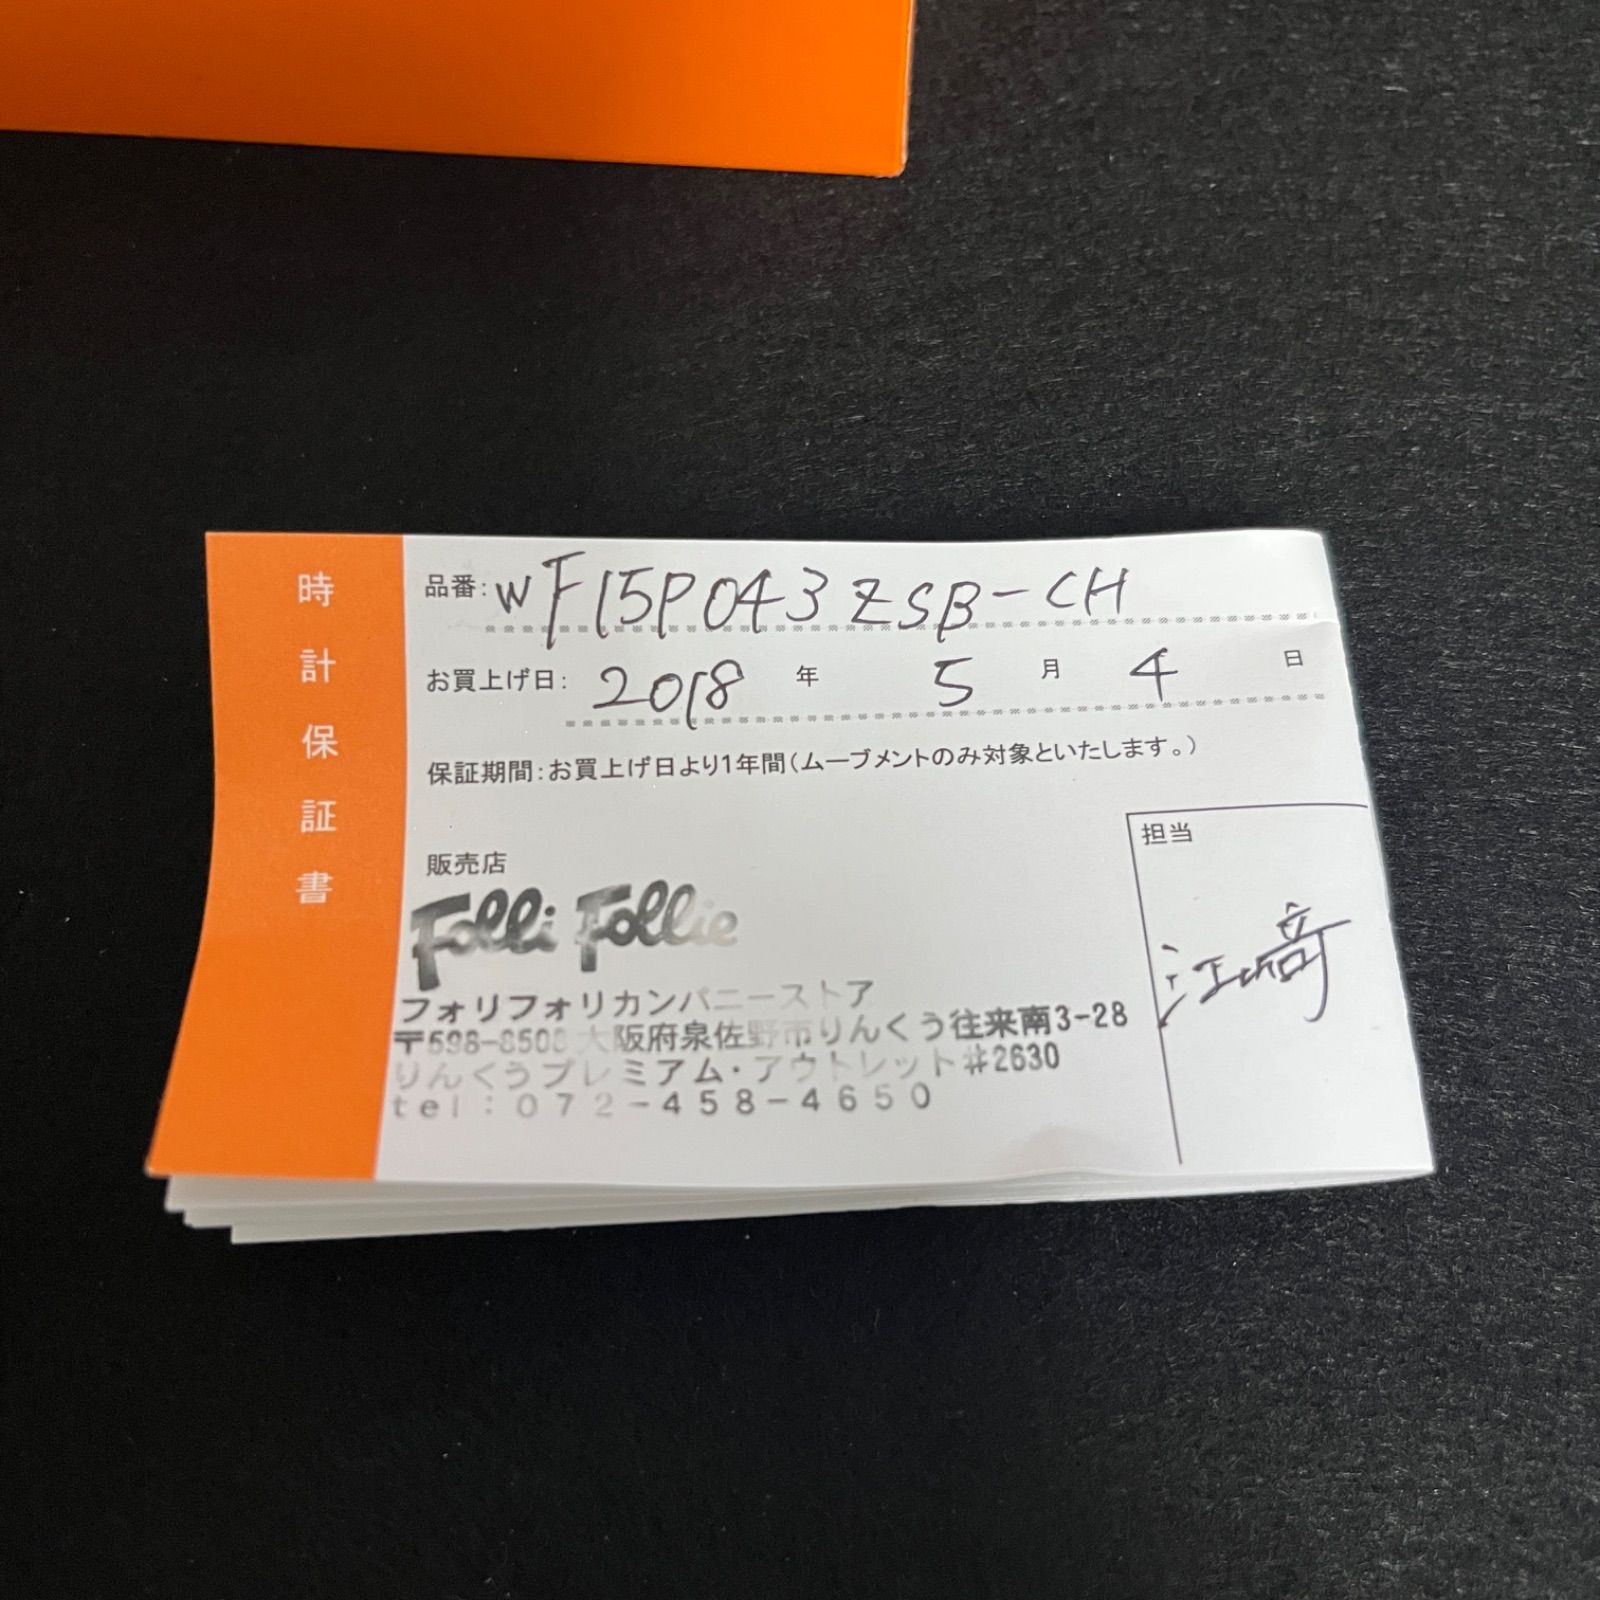 時計保証書
品番: WF15P043ZSB-CH
お買上げ日: 2018 年 5 月 4 日
保証期間:お買上げ日より1年間(ムーブメントのみ対象といたします。)
販売店
Folli Follie
フォリフォリカンパニーストア
〒598-8508 大阪府泉佐野市りんくう往来南3-28
りんくうプレミアム・アウトレット#2630
tel:072-458-4650
担当
江崎